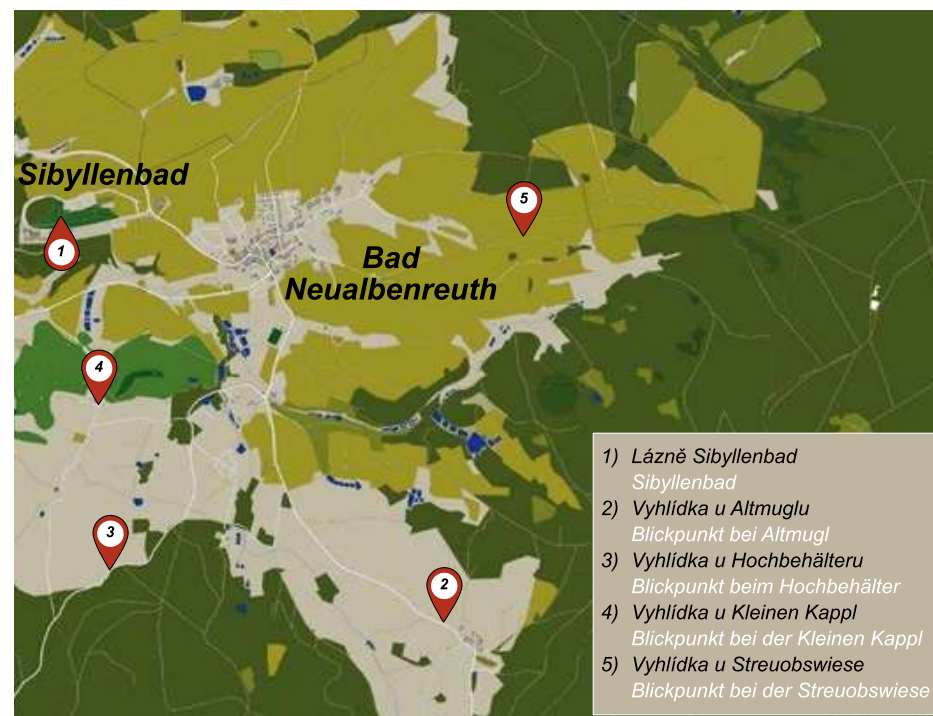 Sibyllenbad
5
1
Bad
Neualbenreuth
4
3
2
1) Lázně Sibyllenbad
Sibyllenbad
2) Vyhlídka u Altmuglu
Blickpunkt bei Altmugl
3) Vyhlídka u Hochbehälteru
Blickpunkt beim Hochbehälter
4) Vyhlídka u Kleinen Kappl
Blickpunkt bei der Kleinen Kappl
5) Vyhlídka u Streuobswiese
Blickpunkt bei der Streuobswiese